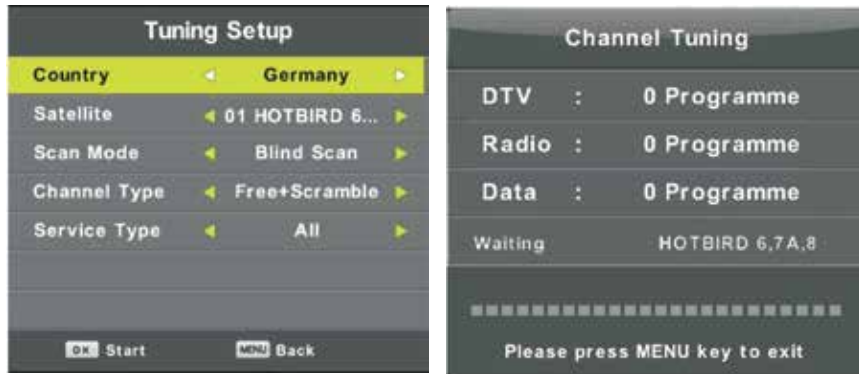 Tuning Setup
Country Germany
Satellite 01 HOTBIRD 6...
Scan Mode Blind Scan
Channel Type Free+Scramble
Service Type All
OK Start MENU Back
Channel Tuning
DTV : 0 Programme
Radio : 0 Programme
Data : 0 Programme
Waiting HOTBIRD 6,7A,8
Please press MENU key to exit